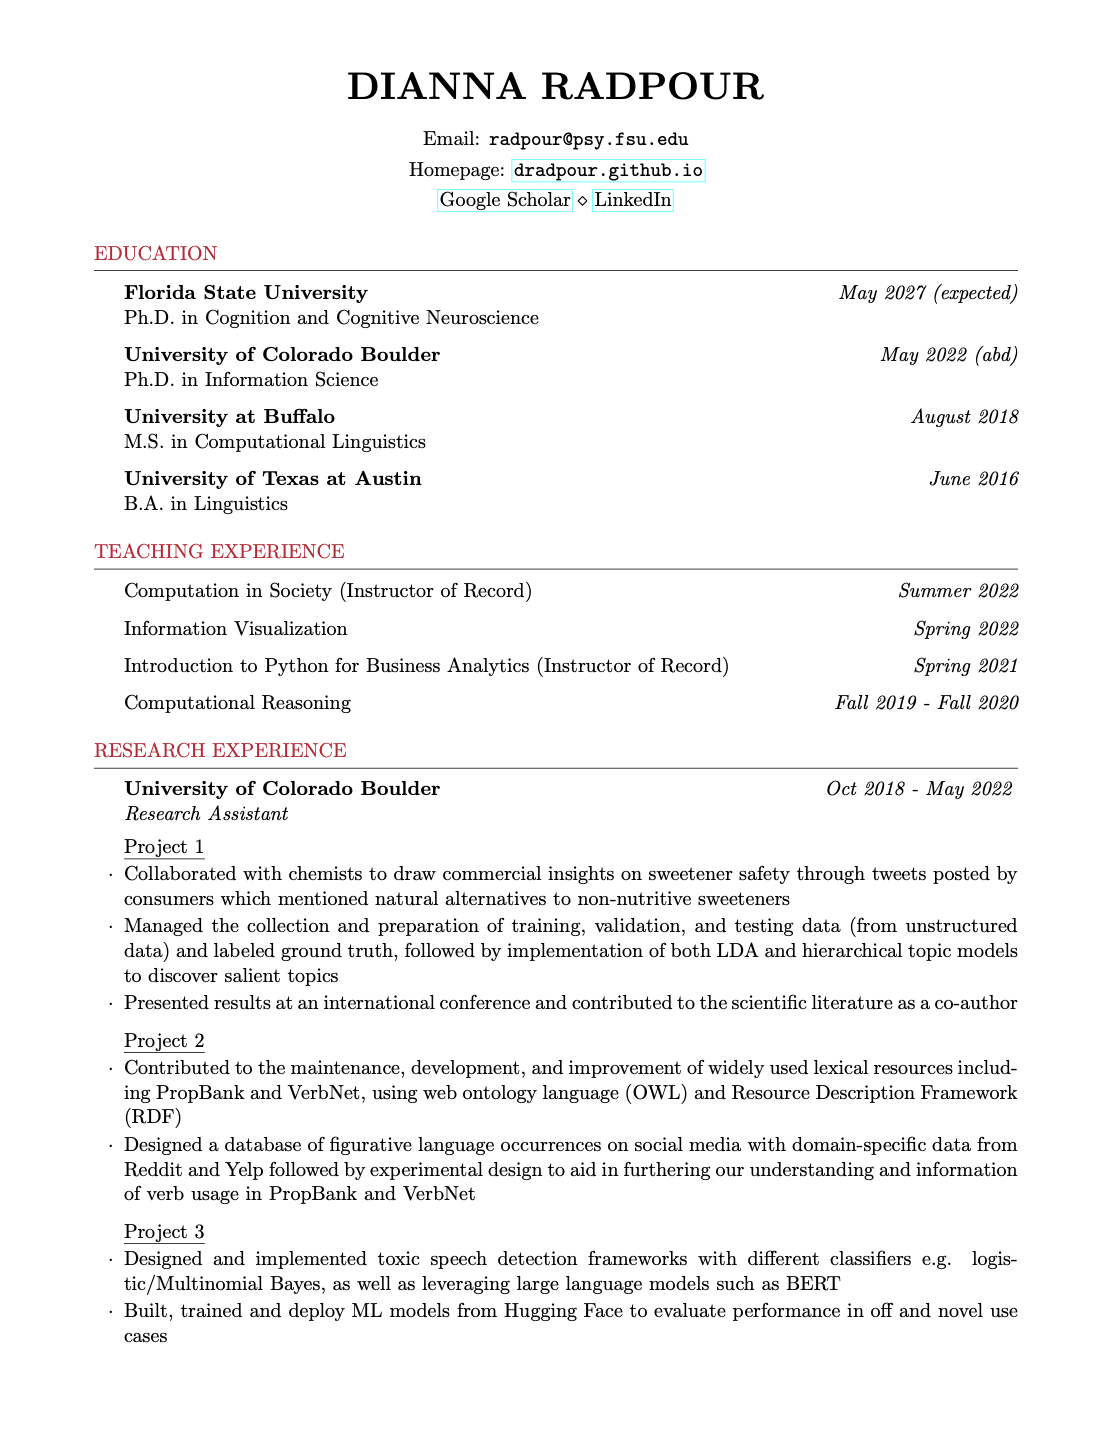 DIANNA RADPOUR
Email: radpour@psy.fsu.edu
Homepage: dradpour.github.io
Google Scholar ⋄ LinkedIn
EDUCATION
Florida State University May 2027 (expected)
Ph.D. in Cognition and Cognitive Neuroscience
University of Colorado Boulder May 2022 (abd)
Ph.D. in Information Science
University at Buffalo August 2018
M.S. in Computational Linguistics
University of Texas at Austin June 2016
B.A. in Linguistics
TEACHING EXPERIENCE
Computation in Society (Instructor of Record) Summer 2022
Information Visualization Spring 2022
Introduction to Python for Business Analytics (Instructor of Record) Spring 2021
Computational Reasoning Fall 2019 - Fall 2020
RESEARCH EXPERIENCE
University of Colorado Boulder Oct 2018 - May 2022
Research Assistant
Project 1
· Collaborated with chemists to draw commercial insights on sweetener safety through tweets posted by
consumers which mentioned natural alternatives to non-nutritive sweeteners
· Managed the collection and preparation of training, validation, and testing data (from unstructured
data) and labeled ground truth, followed by implementation of both LDA and hierarchical topic models
to discover salient topics
· Presented results at an international conference and contributed to the scientific literature as a co-author
Project 2
· Contributed to the maintenance, development, and improvement of widely used lexical resources includ-
ing PropBank and VerbNet, using web ontology language (OWL) and Resource Description Framework
(RDF)
· Designed a database of figurative language occurrences on social media with domain-specific data from
Reddit and Yelp followed by experimental design to aid in furthering our understanding and information
of verb usage in PropBank and VerbNet
Project 3
· Designed and implemented toxic speech detection frameworks with different classifiers e.g. logis-
tic/Multinomial Bayes, as well as leveraging large language models such as BERT
· Built, trained and deploy ML models from Hugging Face to evaluate performance in off and novel use
cases